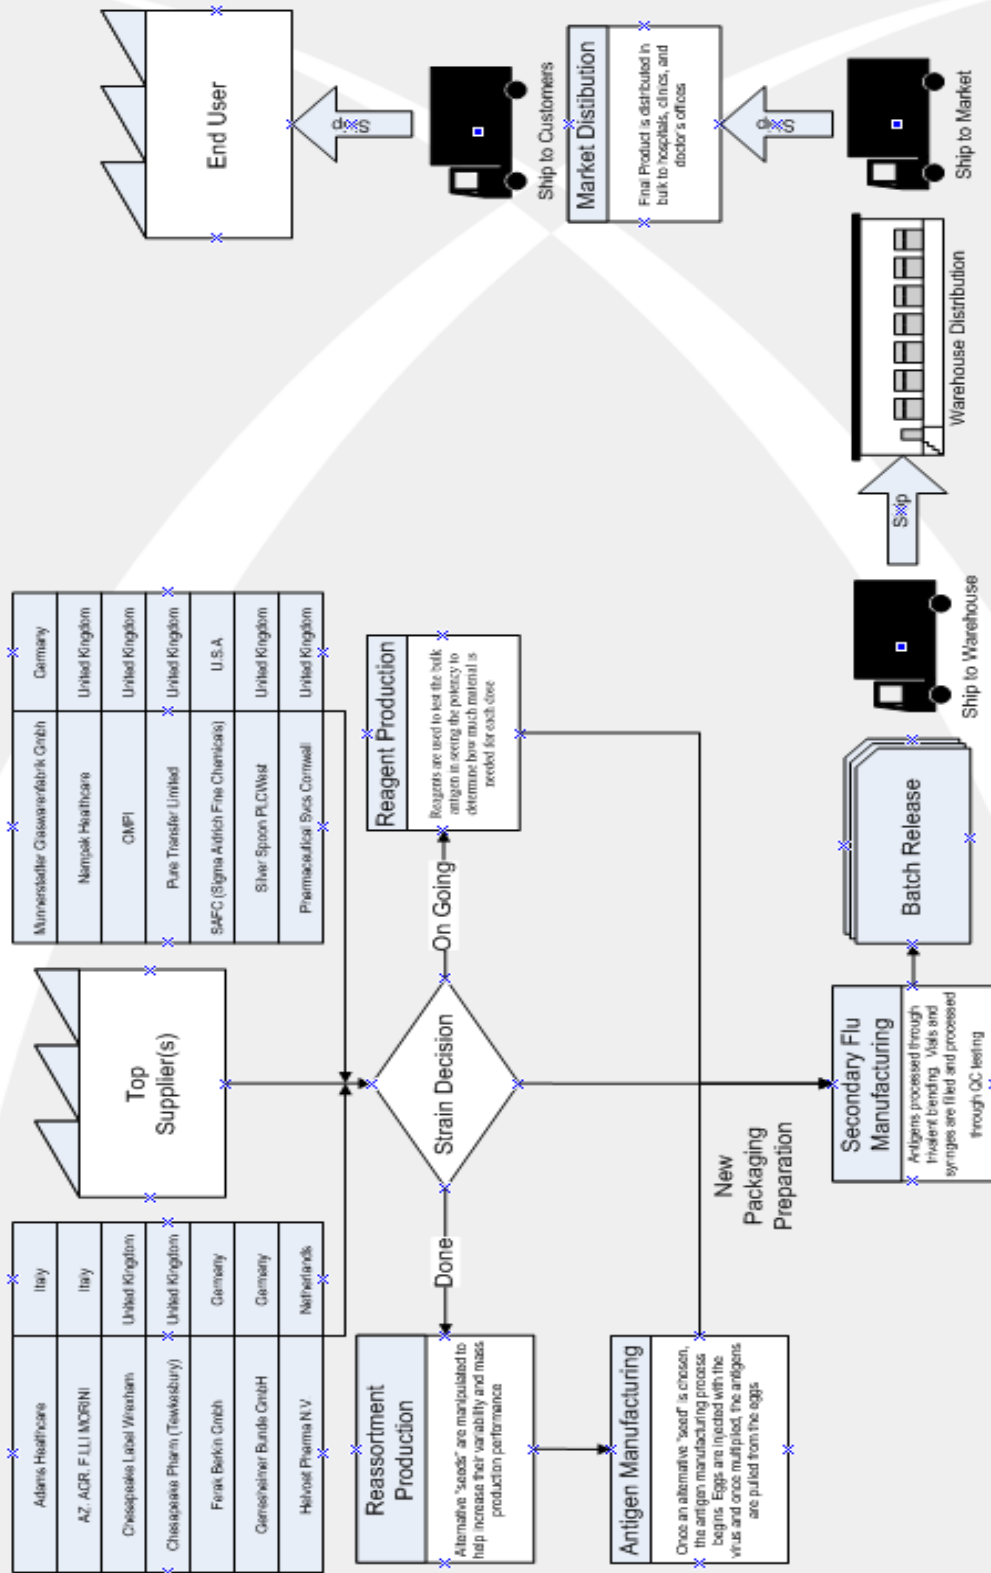 Adams Healthcare
Italy
AZ. AGR. F.LLI MORINI
Italy
Chesapeake Label Wrexham
United Kingdom
Chesapeake Pharm (Tewkesbury)
United Kingdom
Ferak Berlin Gmbh
Germany
Gerresheimer Bunde GmbH
Germany
Helvoet Pharma N.V.
Netherlands
Top
Supplier(s)
Munnerstadter Glaswarenfabrik Gmbh
Germany
Nampak Healthcare
United Kingdom
OMPI
United Kingdom
Pure Transfer Limited
United Kingdom
SAFC (Sigma Aldrich Fine Chemicals)
U.S.A
Silver Spoon PLCWest
United Kingdom
Pharmaceutical Svcs Cornwall
United Kingdom
Reassortment
Production
Alternative "seeds" are manipulated to
help increase their variability and mass
production performance
Done
Strain Decision
On Going
Reagent Production
Reagents are used to test the bulk
antigen in seeing the potency to
determine how much material is
needed for each dose
Antigen Manufacturing
Once an alternative "seed" is chosen,
the antigen manufacturing process
begins. Eggs are injected with the
virus and once multiplied, the antigens
are pulled from the eggs
New
Packaging
Preparation
Secondary Flu
Manufacturing
Antigens processed through
trivalent blending. Vials and
syringes are filled and processed
through QC testing
Batch Release
Ship to Warehouse
Ship
Warehouse Distribution
Ship to Market
Ship
Market Distibution
Final Product is distributed in
bulk to hospitals, clinics, and
doctor's offices
Ship to Customers
Ship
End User